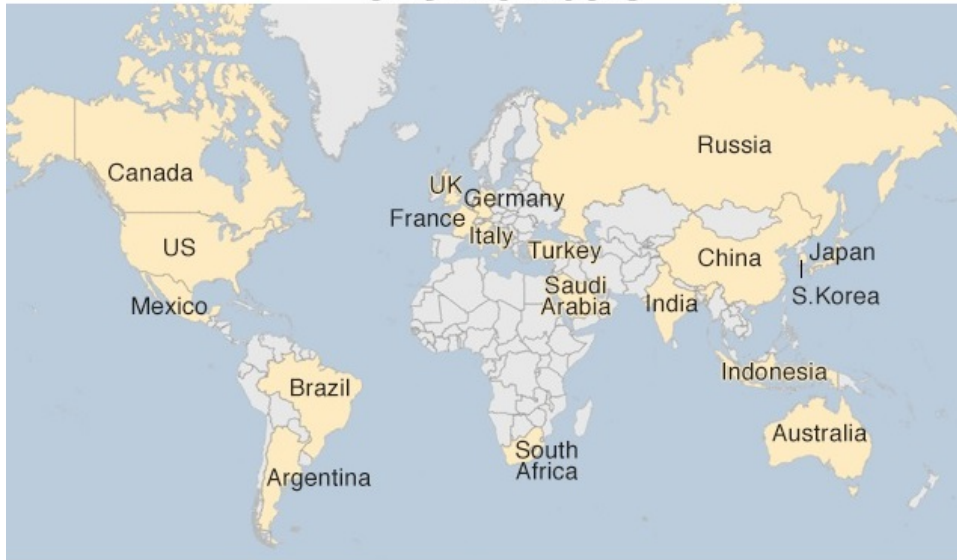 Russia
Canada
UK
Germany
France
Italy
US
Turkey
China
Japan
Saudi
Arabia
India
S.Korea
Mexico
Indonesia
Brazil
Australia
South
Africa
Argentina